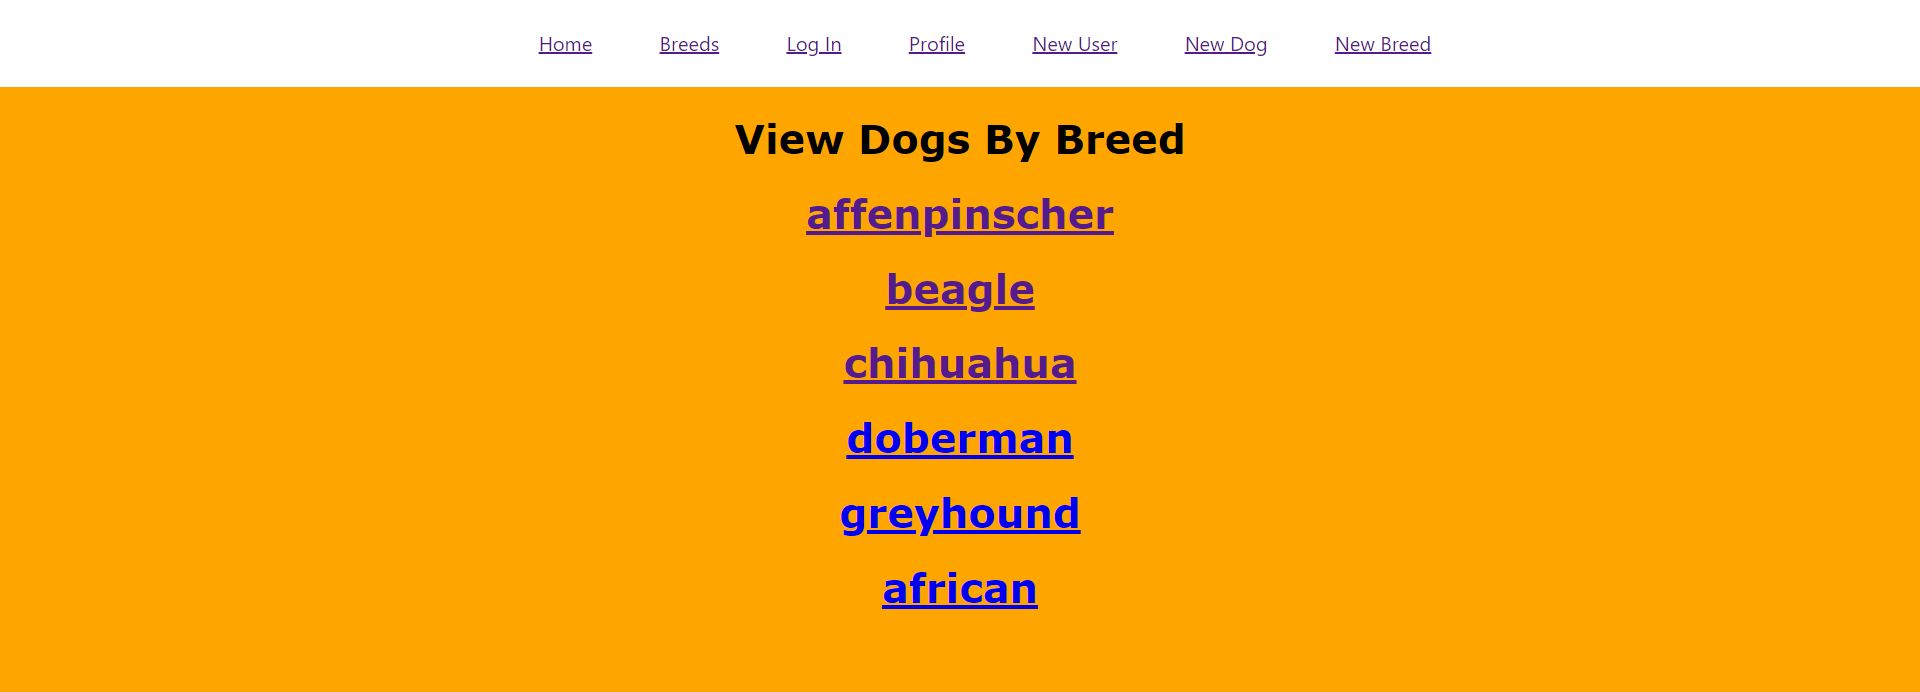 Home Breeds Log In Profile New User New Dog New Breed
View Dogs By Breed
affenpinscher
beagle
chihuahua
doberman
greyhound
african